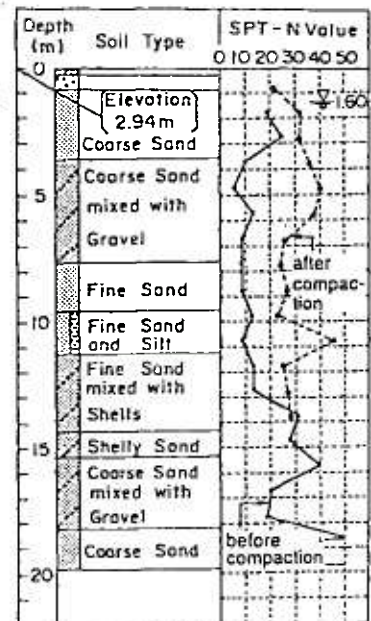 Depth
(m)
Soil Type
SPT-N Value
0 10 20 30 40 50
0
Elevation
2.94m
1.60
Coarse Sand
5
Coarse Sand
mixed with
Gravel
after
compac-
tion
Fine Sand
10
Fine Sand
and Silt
Fine Sand
mixed with
Shells
15
Shelly Sand
Coarse Sand
mixed with
Gravel
before
compaction
Coarse Sand
20